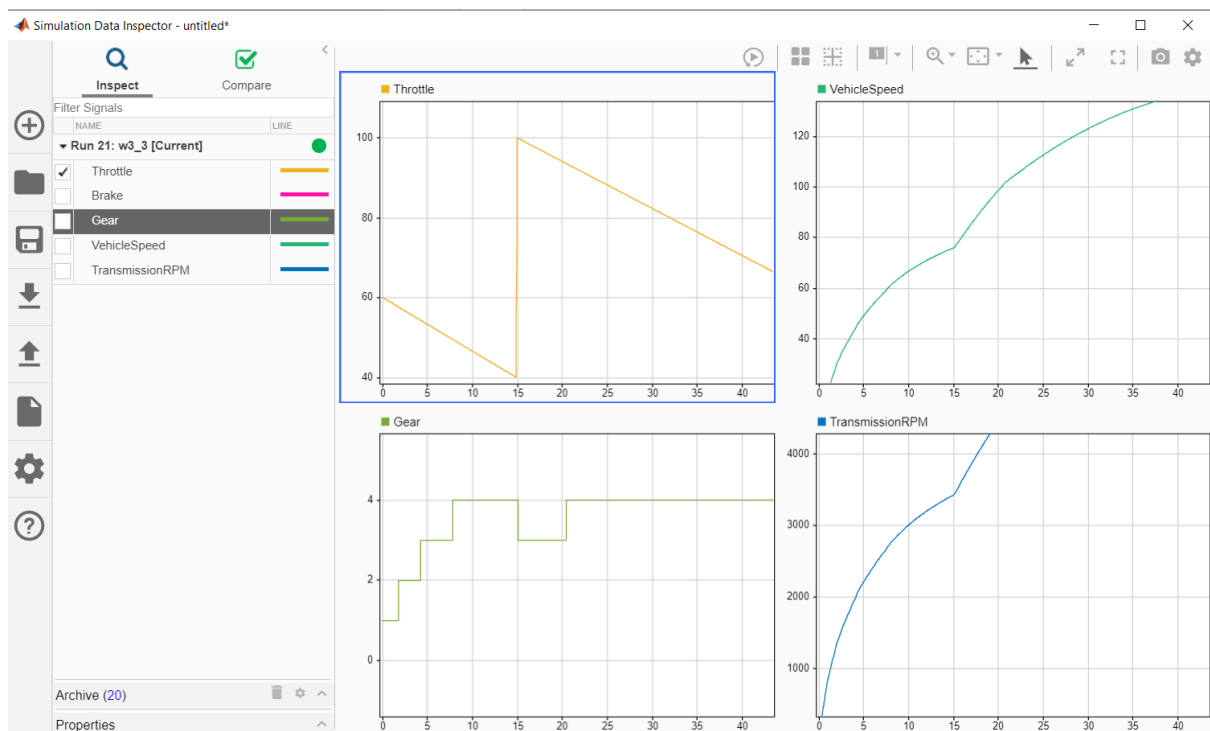 Simulation Data Inspector - untitled*
Inspect
Compare
Filter Signals
NAME
LINE
Run 21: w3_3 [Current]
Throttle
Brake
Gear
VehicleSpeed
TransmissionRPM
Archive (20)
Properties
1
Throttle
100
80
60
40
0 5 10 15 20 25 30 35 40
VehicleSpeed
120
100
80
60
40
0 5 10 15 20 25 30 35 40
Gear
4
2
0
0 5 10 15 20 25 30 35 40
TransmissionRPM
4000
3000
2000
1000
0 5 10 15 20 25 30 35 40